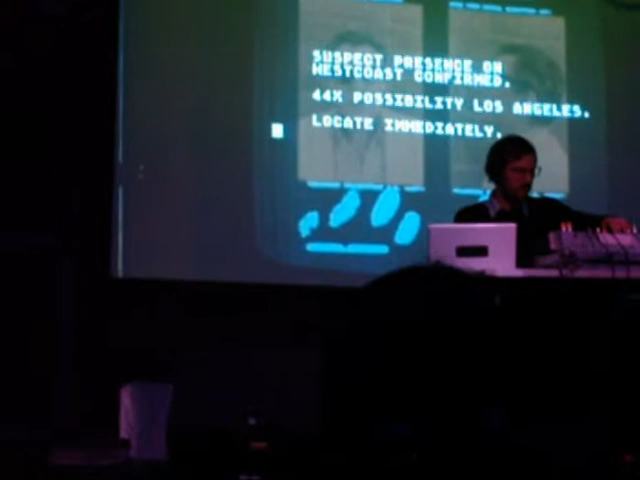 SUSPECT PRESENCE ON
WESTCOAST CONFIRMED.
44% POSSIBILITY LOS ANGELES.
LOCATE IMMEDIATELY.